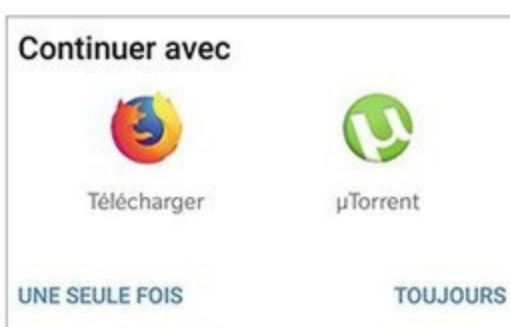 Continuer avec
µ
Télécharger
µTorrent
UNE SEULE FOIS
TOUJOURS